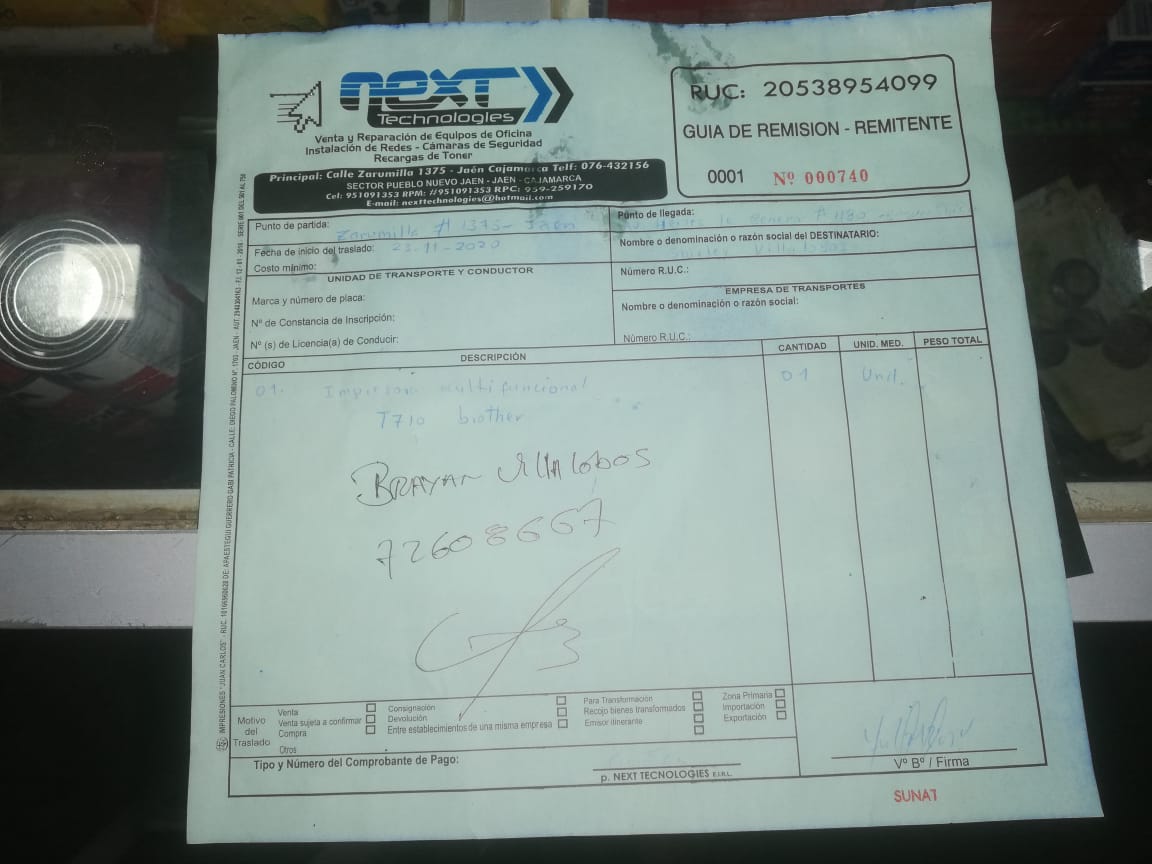 NEXT
Technologies
Venta y Reparación de Equipos de Oficina
Instalación de Redes - Cámaras de Seguridad
Recargas de Toner
Principal: Calle Zarumilla 1375 - Jaén Cajamarca Telf: 076-432156
SECTOR PUEBLO NUEVO JAEN - JAEN - CAJAMARCA
Cel: 951091353 RPM: #951091353 RPC: 959-259170
E-mail: nexttechnologies@hotmail.com
RUC: 20538954099
GUIA DE REMISION - REMITENTE
0001 Nº 000740
Punto de partida: Zarumilla # 1375 - Jaén
Fecha de inicio del traslado: 23-11-2020
Costo mínimo:
Punto de llegada: # 1180
Nombre o denominación o razón social del DESTINATARIO:
Villalobos
UNIDAD DE TRANSPORTE Y CONDUCTOR
Número R.U.C.:
Marca y número de placa:
Nº de Constancia de Inscripción:
Nº (s) de Licencia(a) de Conducir:
EMPRESA DE TRANSPORTES
Nombre o denominación o razón social:
Número R.U.C.:
CÓDIGO DESCRIPCIÓN CANTIDAD UNID. MED. PESO TOTAL
01. Impresora multifuncional 01 Und.
T710 brother
BRAYAN VILLALOBOS
72608667
Motivo del Traslado
Venta
Venta sujeta a confirmar
Compra
Otros
Consignación
Devolución
Entre establecimientos de una misma empresa
Para Transformación
Recojo bienes transformados
Emisor itinerante
Zona Primaria
Importación
Exportación
Tipo y Número del Comprobante de Pago:
p. NEXT TECNOLOGIES E.I.R.L.
Vº Bº / Firma
SUNAT